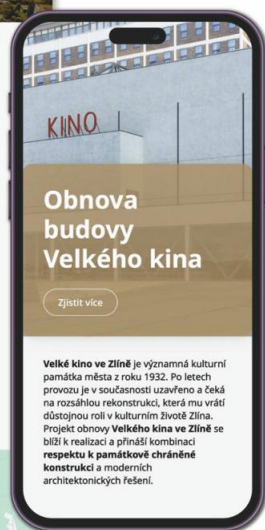 KINO
Obnova
budovy
Velkého kina
Zjistit více
Velké kino ve Zlíně je významná kulturní
památka města z roku 1932. Po letech
provozu je v současnosti uzavřeno a čeká
na rozsáhlou rekonstrukci, která mu vrátí
důstojnou roli v kulturním životě Zlína.
Projekt obnovy Velkého kina ve Zlíně se
blíží k realizaci a přináší kombinaci
respektu k památkově chráněné
konstrukci a moderních
architektonických řešení.